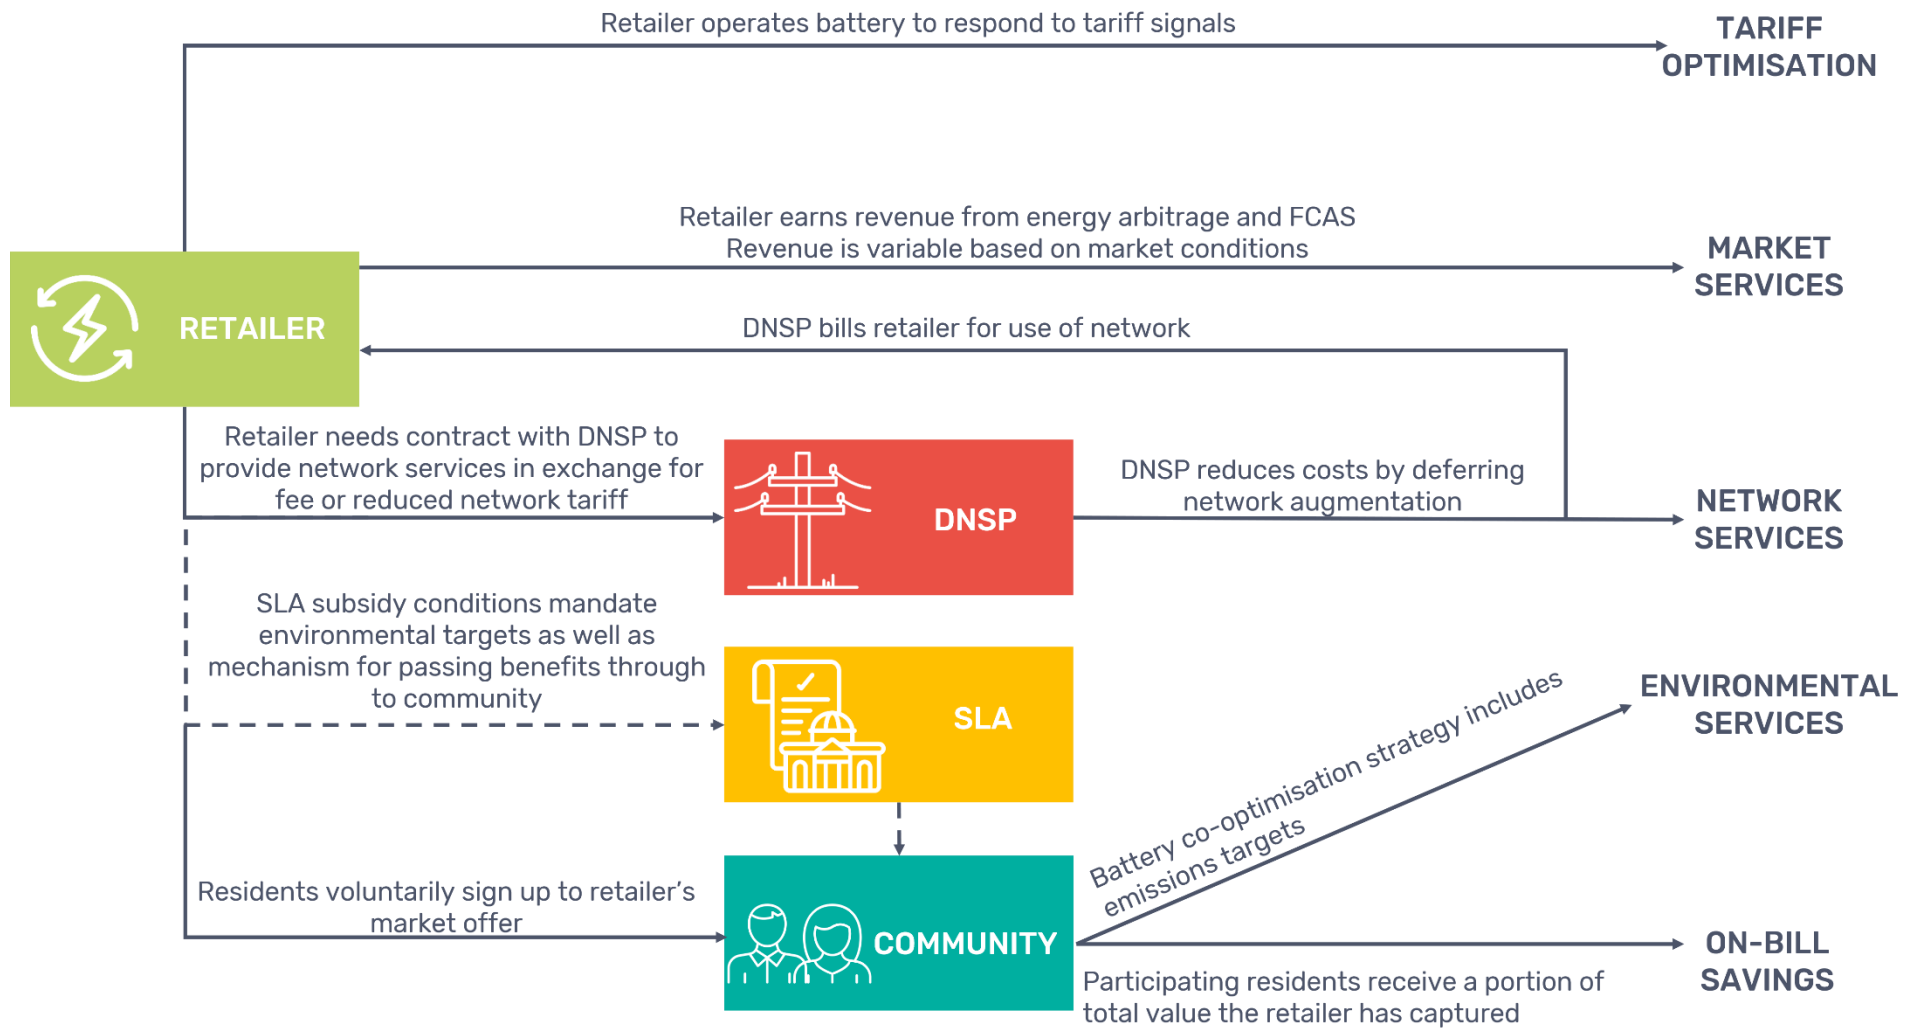 Retailer operates battery to respond to tariff signals
TARIFF
OPTIMISATION
Retailer earns revenue from energy arbitrage and FCAS
Revenue is variable based on market conditions
MARKET
SERVICES
RETAILER
DNSP bills retailer for use of network
Retailer needs contract with DNSP to
provide network services in exchange for
fee or reduced network tariff
DNSP
DNSP reduces costs by deferring
network augmentation
NETWORK
SERVICES
SLA subsidy conditions mandate
environmental targets as well as
mechanism for passing benefits through
to community
SLA
Battery co-optimisation strategy includes
emissions targets
ENVIRONMENTAL
SERVICES
Residents voluntarily sign up to retailer's
market offer
COMMUNITY
ON-BILL
SAVINGS
Participating residents receive a portion of
total value the retailer has captured